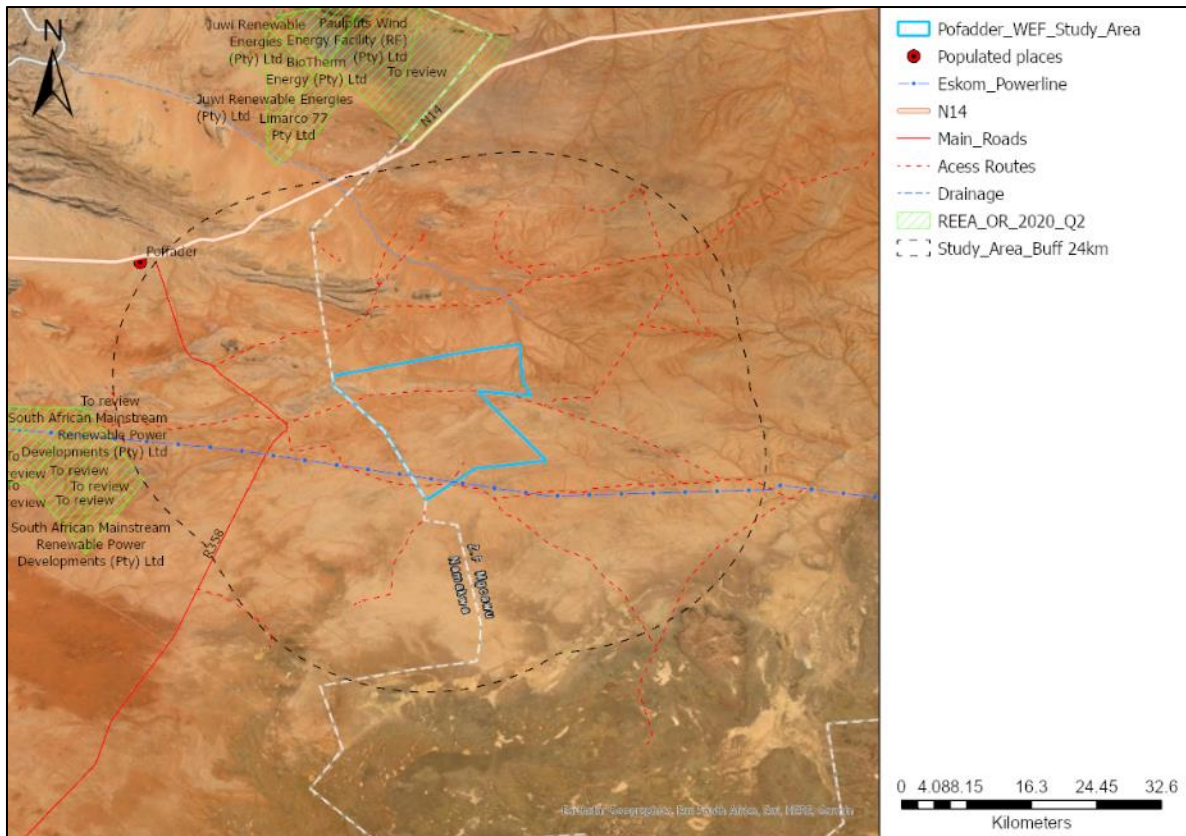 N
Juwi Renewable
Energies
(Pty) Ltd
Paulputs Wind
Energy Facility (RF)
(Pty) Ltd
BioTherm
Energy (Pty) Ltd
To review
Juwi Renewable Energies
(Pty) Ltd
Limarco 77
Pty Ltd
N14
Pofadder
To review
South African Mainstream
Renewable Power
Developments (Pty) Ltd
To
review
To review
To
review
To review
To review
South African Mainstream
Renewable Power
Developments (Pty) Ltd
R358
Z.F Mgcawu
Namakwa
Pofadder_WEF_Study_Area
Populated places
Eskom_Powerline
N14
Main_Roads
Acess Routes
Drainage
REEA_OR_2020_Q2
Study_Area_Buff 24km
0 4.088.15 16.3 24.45 32.6
Kilometers